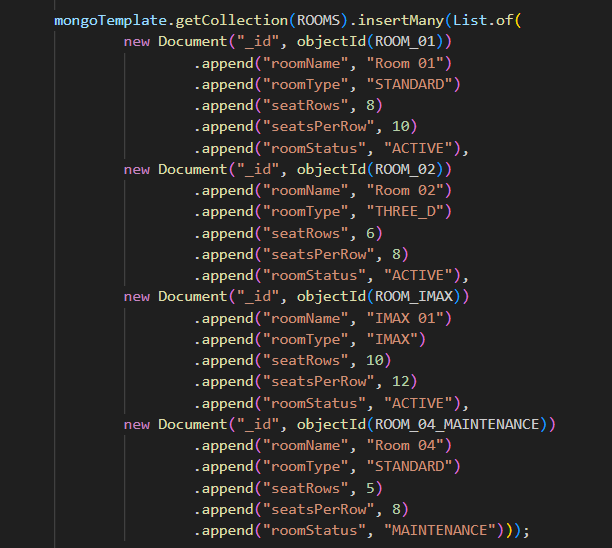 mongoTemplate.getCollection(ROOMS).insertMany(List.of(
new Document("_id", objectId(ROOM_01))
.append("roomName", "Room 01")
.append("roomType", "STANDARD")
.append("seatRows", 8)
.append("seatsPerRow", 10)
.append("roomStatus", "ACTIVE"),
new Document("_id", objectId(ROOM_02))
.append("roomName", "Room 02")
.append("roomType", "THREE_D")
.append("seatRows", 6)
.append("seatsPerRow", 8)
.append("roomStatus", "ACTIVE"),
new Document("_id", objectId(ROOM_IMAX))
.append("roomName", "IMAX 01")
.append("roomType", "IMAX")
.append("seatRows", 10)
.append("seatsPerRow", 12)
.append("roomStatus", "ACTIVE"),
new Document("_id", objectId(ROOM_04_MAINTENANCE))
.append("roomName", "Room 04")
.append("roomType", "STANDARD")
.append("seatRows", 5)
.append("seatsPerRow", 8)
.append("roomStatus", "MAINTENANCE")));